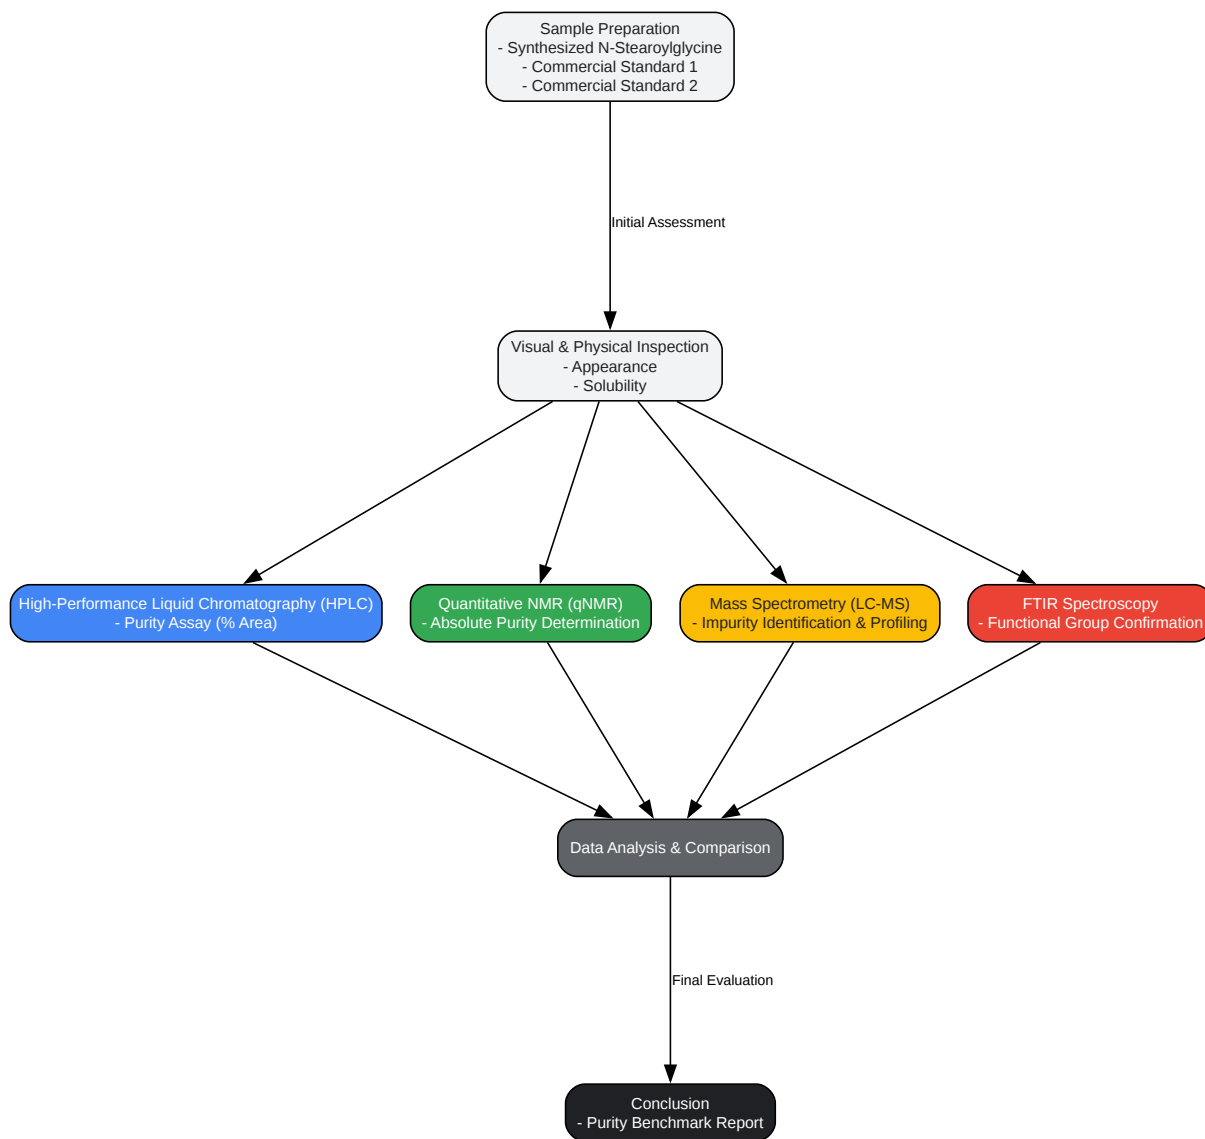 Sample Preparation
- Synthesized N-Stearoylglycine
- Commercial Standard 1
- Commercial Standard 2
Initial Assessment
Visual & Physical Inspection
- Appearance
- Solubility
High-Performance Liquid Chromatography (HPLC)
- Purity Assay (% Area)
Quantitative NMR (qNMR)
- Absolute Purity Determination
Mass Spectrometry (LC-MS)
- Impurity Identification & Profiling
FTIR Spectroscopy
- Functional Group Confirmation
Data Analysis & Comparison
Final Evaluation
Conclusion
- Purity Benchmark Report